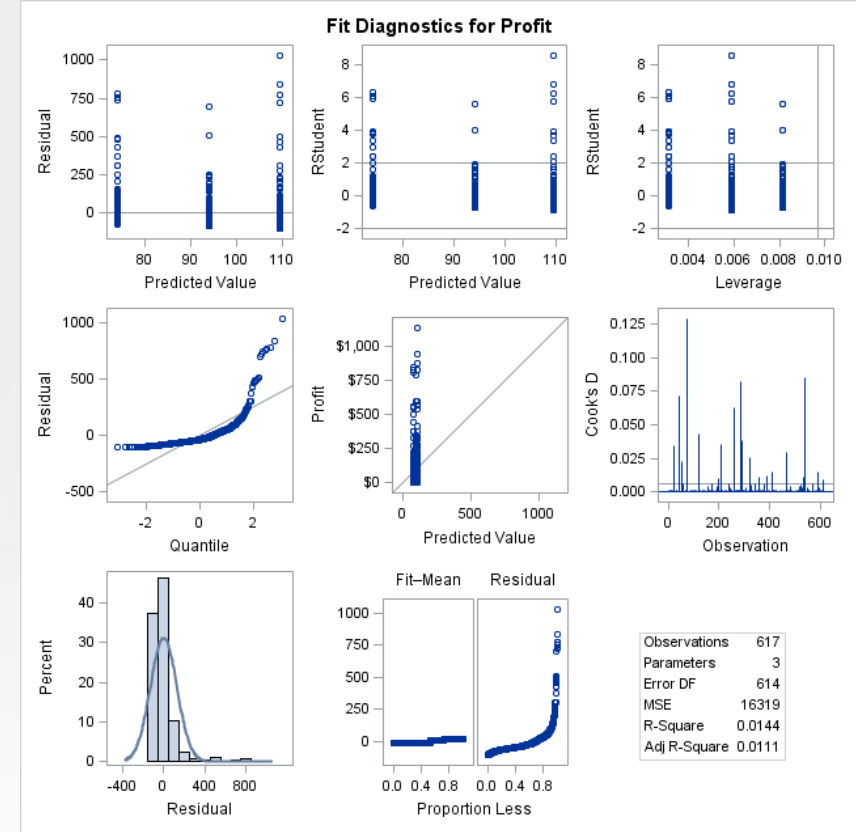 Fit Diagnostics for Profit
1000
750
500
250
0
Residual
80 90 100 110
Predicted Value
8
6
4
2
0
-2
RStudent
80 90 100 110
Predicted Value
8
6
4
2
0
-2
RStudent
0.004 0.006 0.008 0.010
Leverage
1000
500
0
-500
Residual
-2 0 2
Quantile
$1,000
$750
$500
$250
$0
Profit
0 500 1000
Predicted Value
0.125
0.100
0.075
0.050
0.025
0.000
Cook's D
0 200 400 600
Observation
40
30
20
10
0
Percent
-400 0 400 800
Residual
Fit–Mean Residual
1000
750
500
250
0
0.0 0.4 0.8 0.0 0.4 0.8
Proportion Less
Observations 617
Parameters 3
Error DF 614
MSE 16319
R-Square 0.0144
Adj R-Square 0.0111